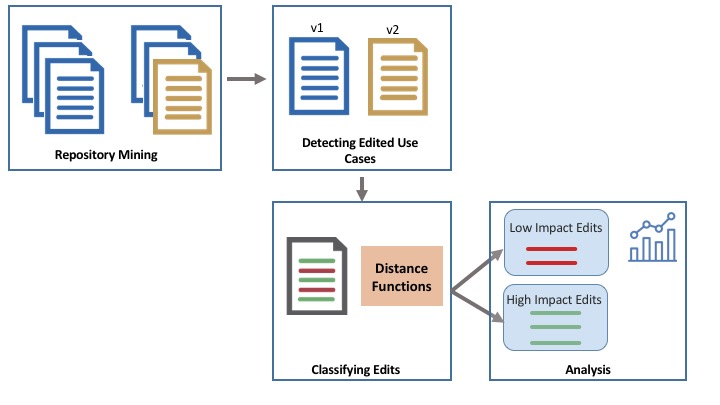 Repository Mining
v1
v2
Detecting Edited Use
Cases
Distance
Functions
Classifying Edits
Low Impact Edits
High Impact Edits
Analysis